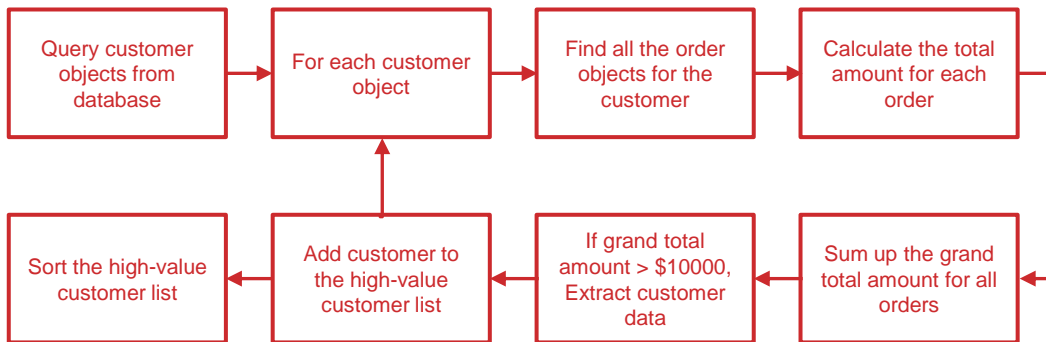 Query customer
objects from
database
For each customer
object
Find all the order
objects for the
customer
Calculate the total
amount for each
order
Sort the high-value
customer list
Add customer to
the high-value
customer list
If grand total
amount > $10000,
Extract customer
data
Sum up the grand
total amount for all
orders